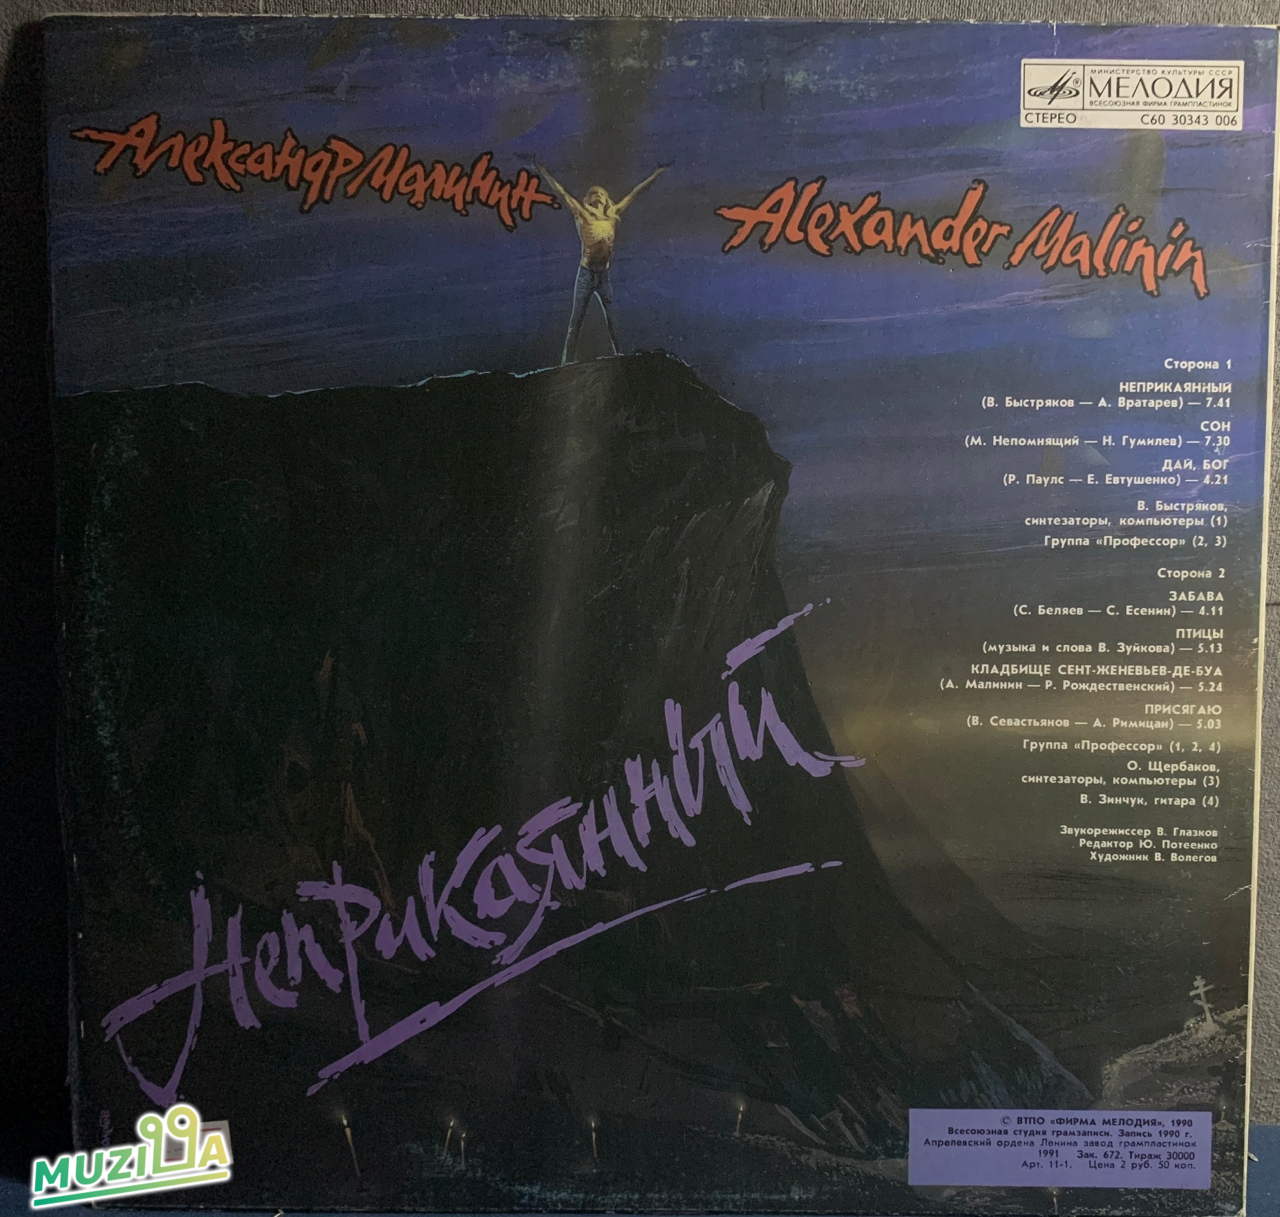 МИНИСТЕРСТВО КУЛЬТУРЫ СССР
МЕЛОДИЯ
ВСЕСОЮЗНАЯ ФИРМА ГРАМПЛАСТИНОК
СТЕРЕО С60 30343 006
Александр Малинин
Alexander Malinin
Сторона 1
НЕПРИКАЯННЫЙ
(В. Быстряков — А. Вратарев) — 7.41
СОН
(М. Непомнящий — Н. Гумилев) — 7.30
ДАЙ, БОГ
(Р. Паулс — Е. Евтушенко) — 4.21
В. Быстряков,
синтезаторы, компьютеры (1)
Группа «Профессор» (2, 3)
Сторона 2
ЗАБАВА
(С. Беляев — С. Есенин) — 4.11
ПТИЦЫ
(музыка и слова В. Зуйкова) — 5.13
КЛАДБИЩЕ СЕНТ-ЖЕНЕВЬЕВ-ДЕ-БУА
(А. Малинин — Р. Рождественский) — 5.24
ПРИСЯГАЮ
(В. Севастьянов — А. Римицан) — 5.03
Группа «Профессор» (1, 2, 4)
О. Щербаков,
синтезаторы, компьютеры (3)
В. Зинчук, гитара (4)
Звукорежиссер В. Глазков
Редактор Ю. Потеенко
Художник В. Волегов
Неприкаянный
© ВТПО «ФИРМА МЕЛОДИЯ», 1990
Всесоюзная студия грамзаписи. Запись 1990 г.
Апрелевский ордена Ленина завод грампластинок
1991 Зак. 672. Тираж 30000
Арт. 11-1. Цена 2 руб. 50 коп.
MUZILLA